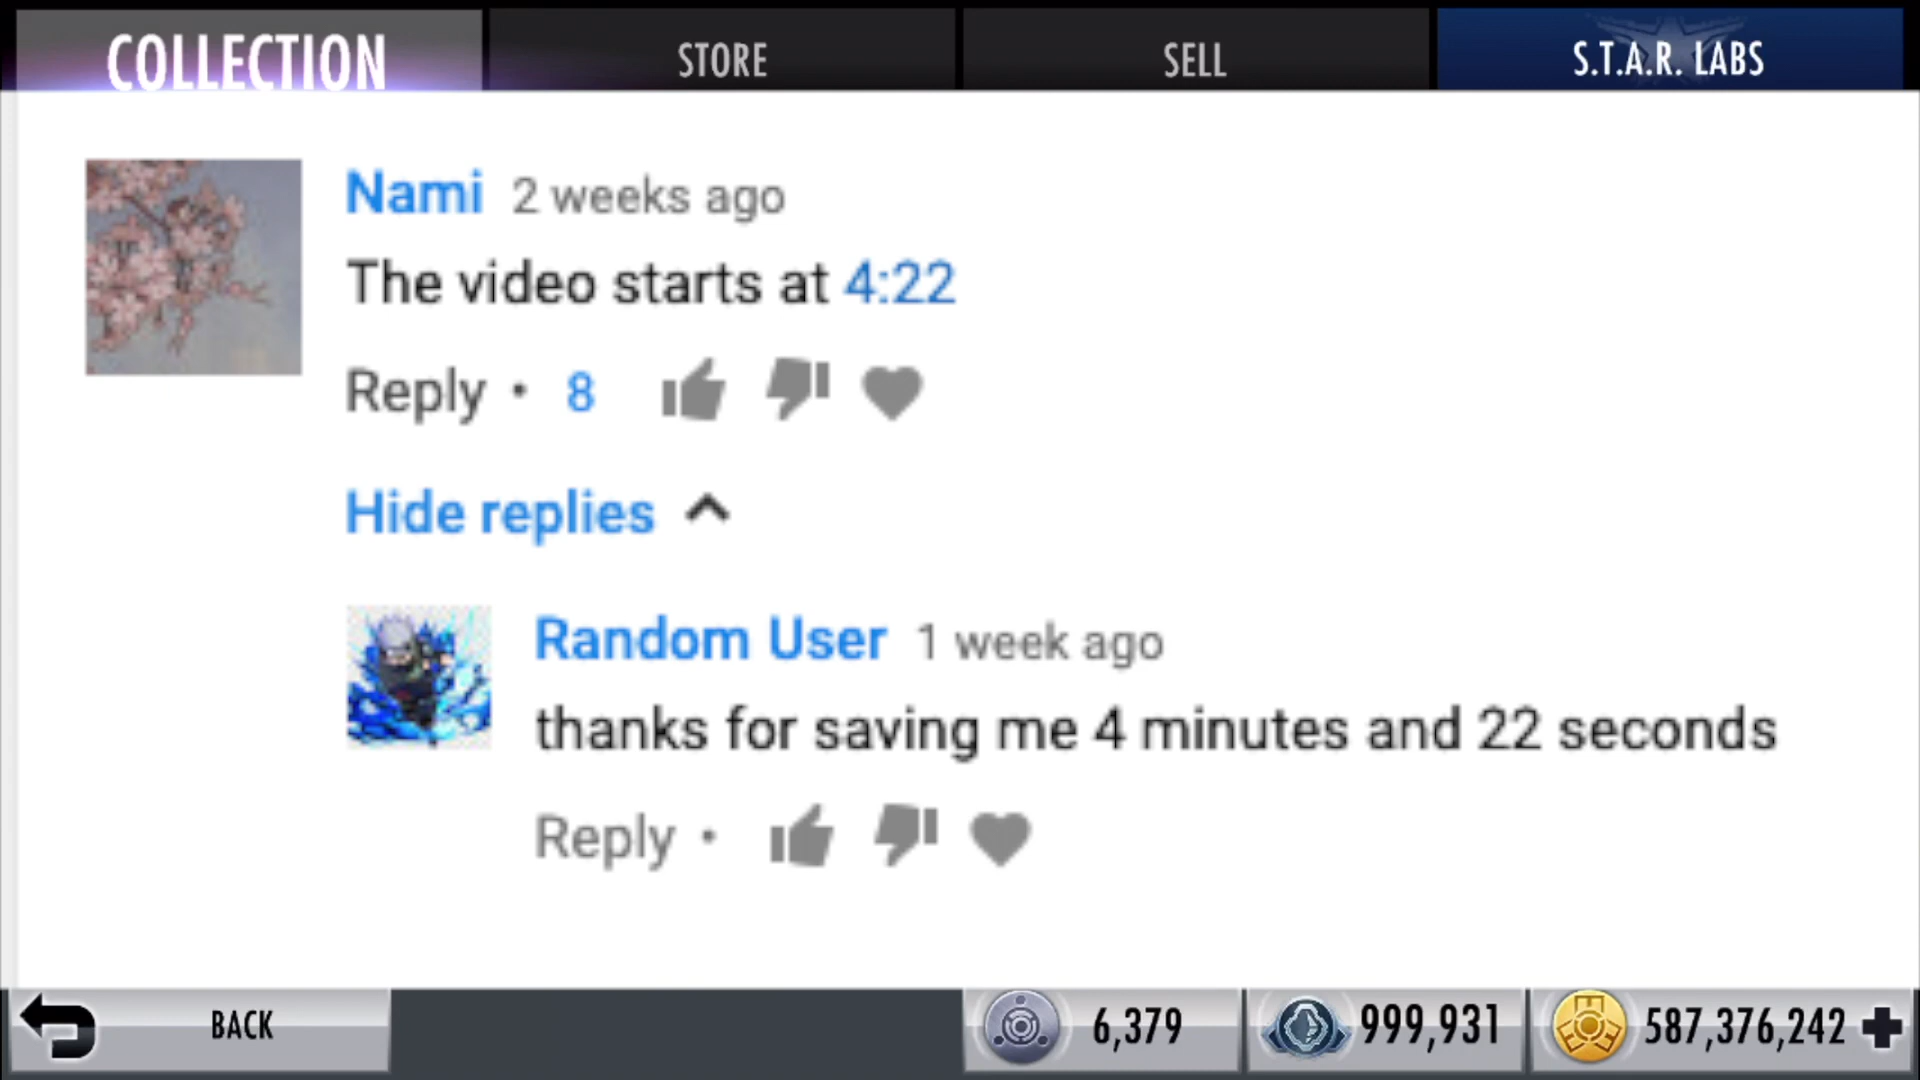 COLLECTION STORE SELL S.T.A.R. LABS
Nami 2 weeks ago
The video starts at 4:22
Reply • 8
Hide replies
Random User 1 week ago
thanks for saving me 4 minutes and 22 seconds
Reply •
BACK 6,379 999,931 587,376,242